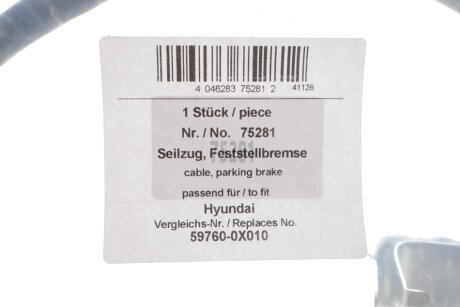 4 046283 75281 2 41126
1 Stück / piece
Nr. / No. 75281
75281
Seilzug, Feststellbremse
cable, parking brake
passend für / to fit
Hyundai
Vergleichs-Nr. / Replaces No.
59760-0X010